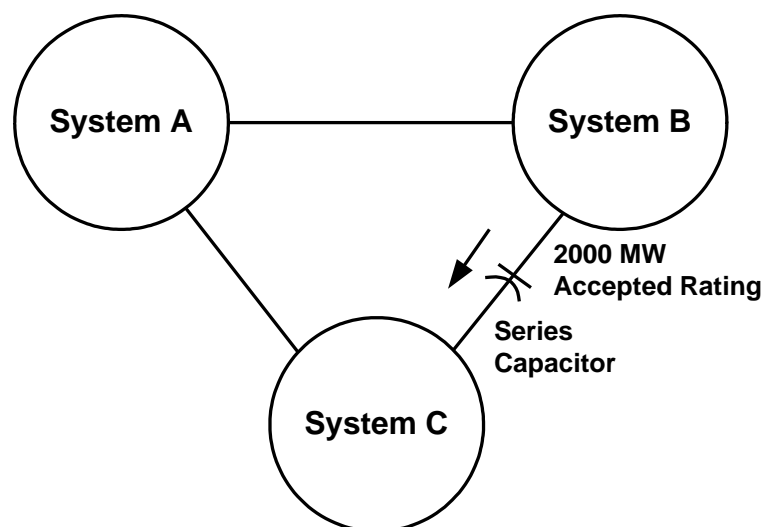 System A
System B
2000 MW
Accepted Rating
Series
Capacitor
System C